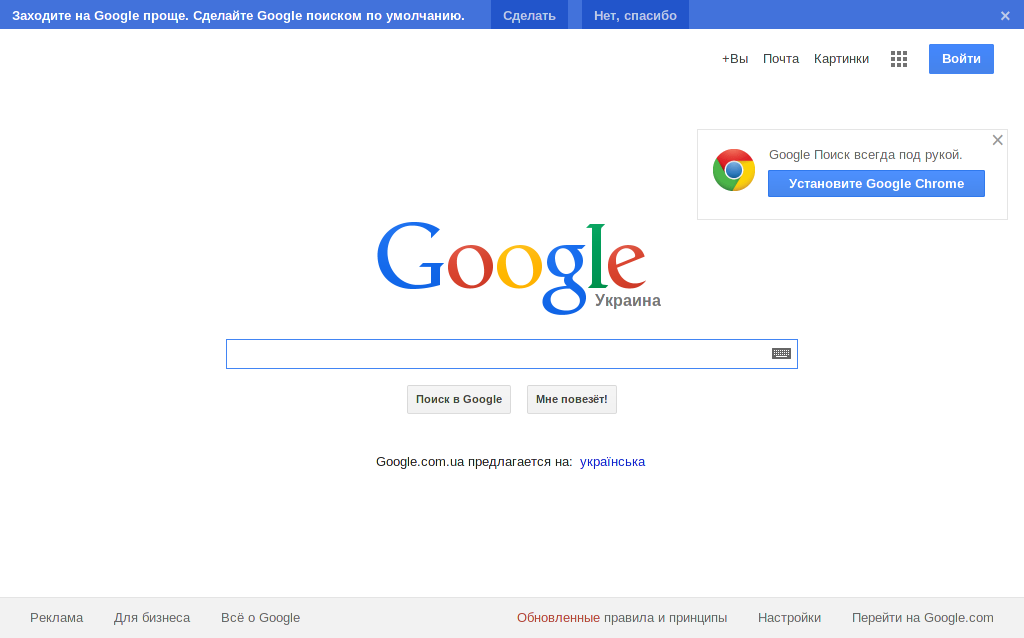 Заходите на Google проще. Сделайте Google поиском по умолчанию. Сделать Нет, спасибо ×
+Вы Почта Картинки Войти
Google Поиск всегда под рукой.
Установите Google Chrome
Google
Украина
Поиск в Google Мне повезёт!
Google.com.ua предлагается на: українська
Реклама Для бизнеса Всё о Google Обновленные правила и принципы Настройки Перейти на Google.com